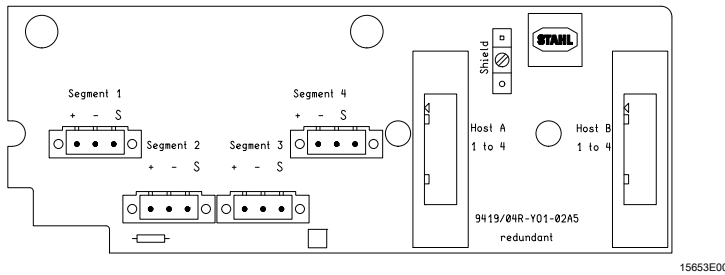 STAHL
Shield
Segment 1
+ - S
Segment 4
+ - S
Segment 2
+ - S
Segment 3
+ - S
Host A
1 to 4
Host B
1 to 4
9419/04R-Y01-02A5
redundant
15653E00